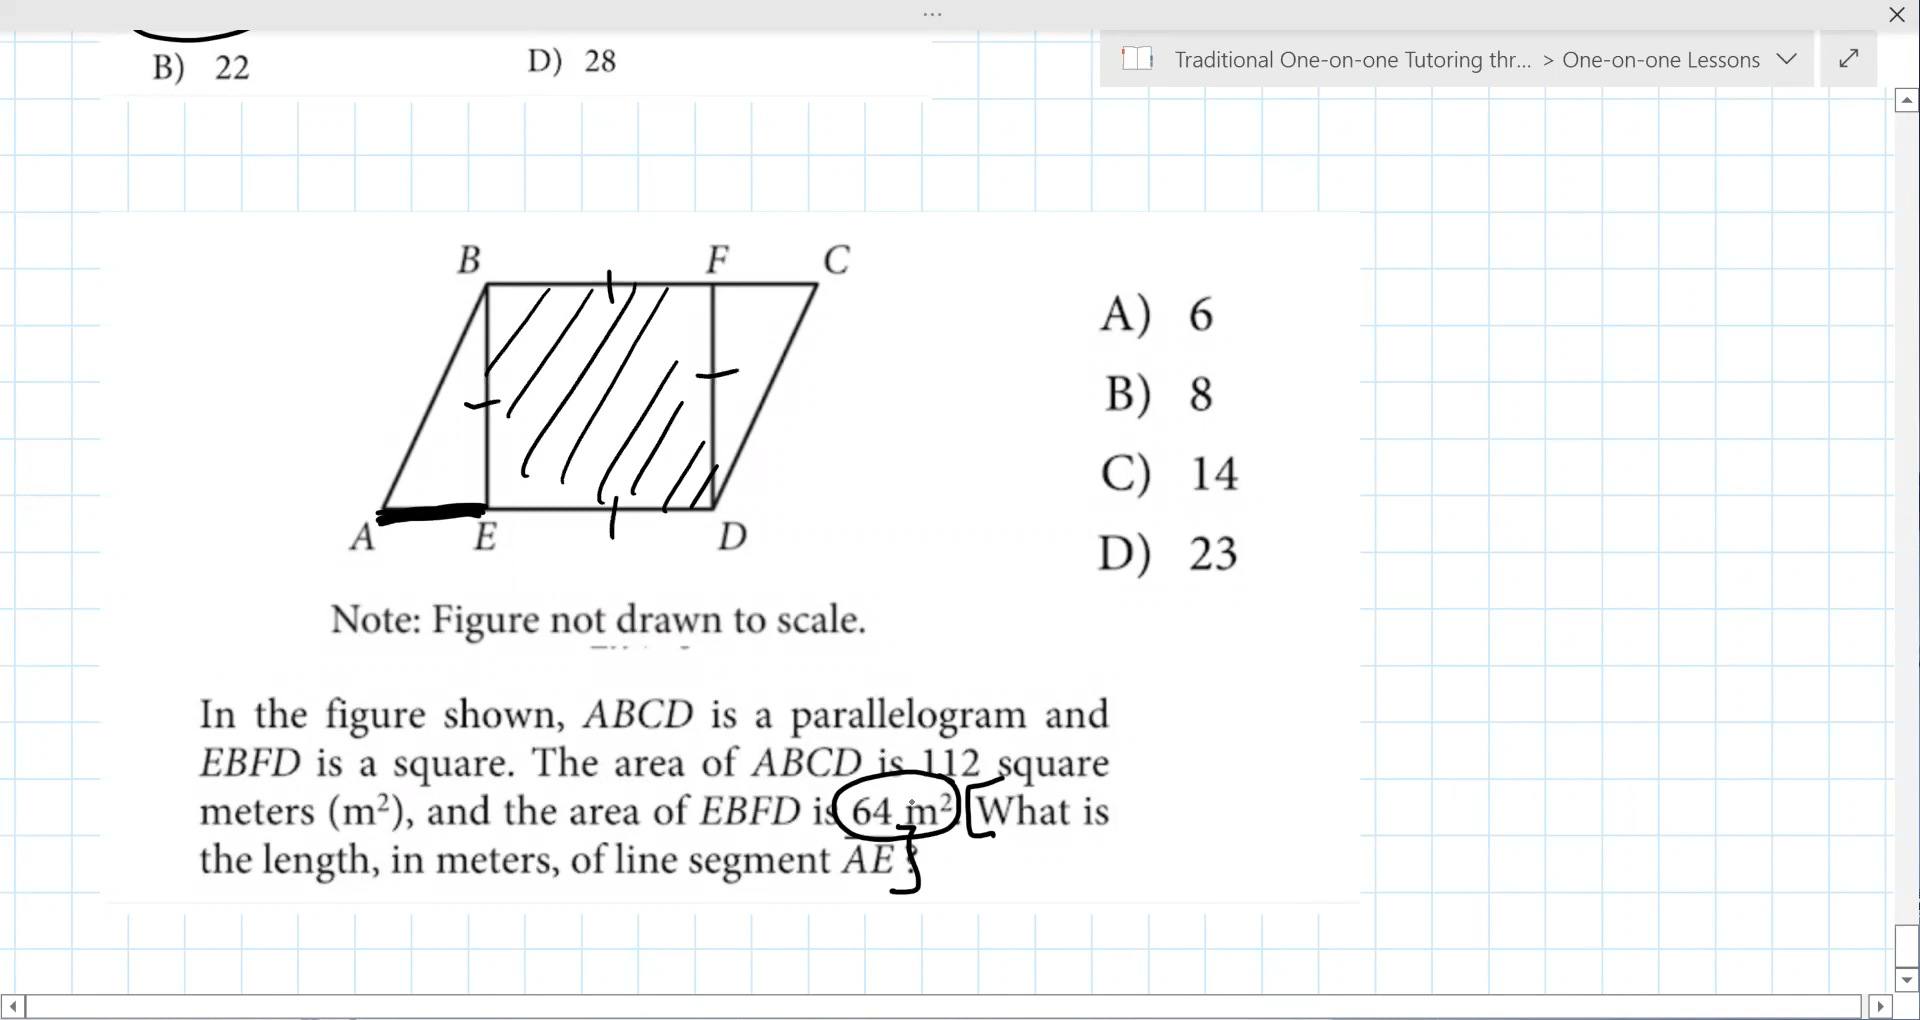 ...
B) 22 D) 28
Traditional One-on-one Tutoring thr... > One-on-one Lessons
B F C
A E D
A) 6
B) 8
C) 14
D) 23
Note: Figure not drawn to scale.
In the figure shown, ABCD is a parallelogram and
EBFD is a square. The area of ABCD is 112 square
meters (m²), and the area of EBFD is 64 m² [What is
the length, in meters, of line segment AE ?]